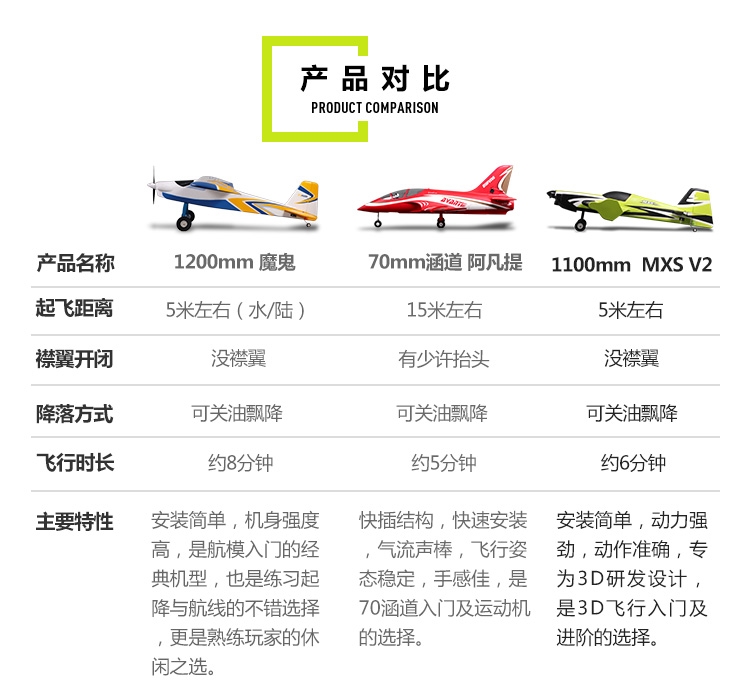 产品对比
PRODUCT COMPARISON
产品名称 1200mm 魔鬼 70mm涵道 阿凡提 1100mm MXS V2
起飞距离 5米左右（水/陆） 15米左右 5米左右
襟翼开闭 没襟翼 有少许抬头 没襟翼
降落方式 可关油飘降 可关油飘降 可关油飘降
飞行时长 约8分钟 约5分钟 约6分钟
主要特性
安装简单，机身强度
高，是航模入门的经
典机型，也是练习起
降与航线的不错选择
，更是熟练玩家的休
闲之选。
快插结构，快速安装
，气流声棒，飞行姿
态稳定，手感佳，是
70涵道入门及运动机
的选择。
安装简单，动力强
劲，动作准确，专
为3D研发设计，
是3D飞行入门及
进阶的选择。